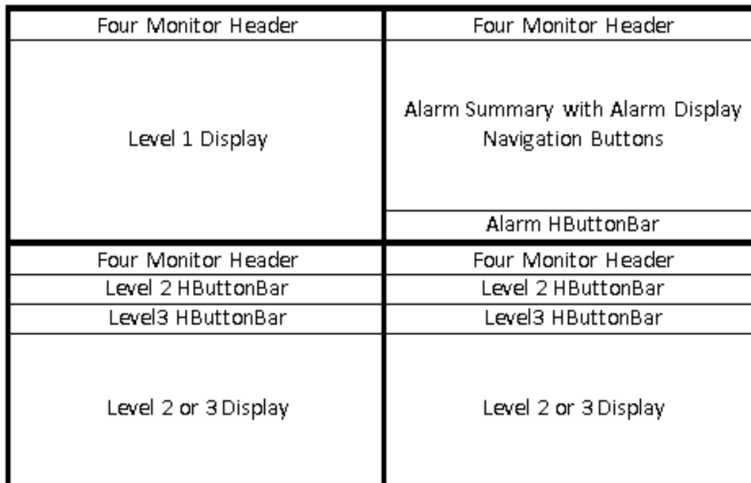 Four Monitor Header
Level 1 Display
Four Monitor Header
Alarm Summary with Alarm Display
Navigation Buttons
Alarm HButtonBar
Four Monitor Header
Level 2 HButtonBar
Level3 HButtonBar
Level 2 or 3 Display
Four Monitor Header
Level 2 HButtonBar
Level3 HButtonBar
Level 2 or 3 Display